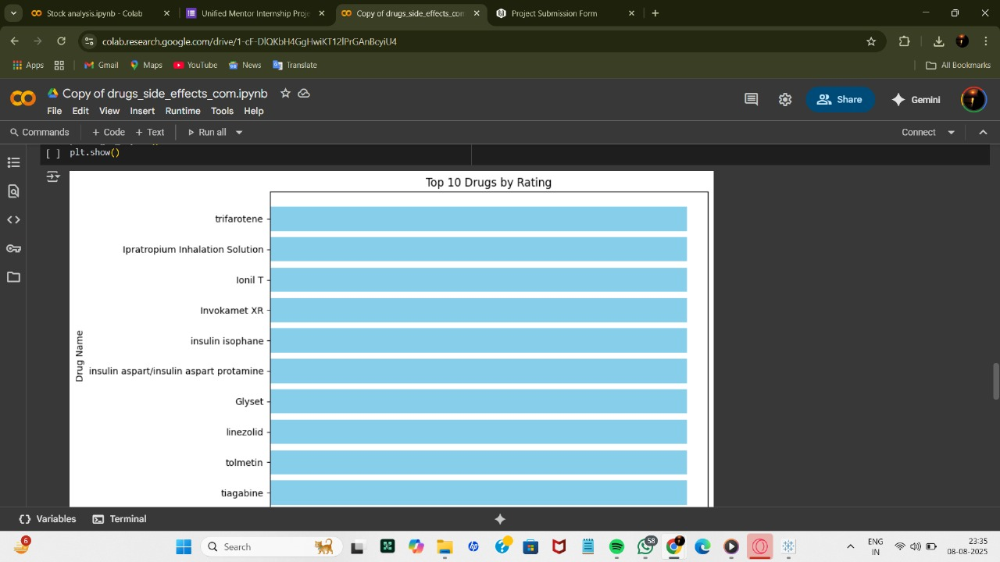 Stock analysis.ipynb - Colab
Unified Mentor Internship Proje
Copy of drugs_side_effects_com
Project Submission Form
colab.research.google.com/drive/1-cF-DlQKbH4GgHwiKT12lPrGAnBcyiU4
Apps
Gmail
Maps
YouTube
News
Translate
All Bookmarks
Copy of drugs_side_effects_com.ipynb
File Edit View Insert Runtime Tools Help
Share
Gemini
Commands
+ Code
+ Text
Run all
Connect
[ ] plt.show()
Top 10 Drugs by Rating
trifarotene
Ipratropium Inhalation Solution
Ionil T
Invokamet XR
insulin isophane
insulin aspart/insulin aspart protamine
Glyset
linezolid
tolmetin
tiagabine
Drug Name
Variables
Terminal
6
Search
58
ENG
IN
23:35
08-08-2025